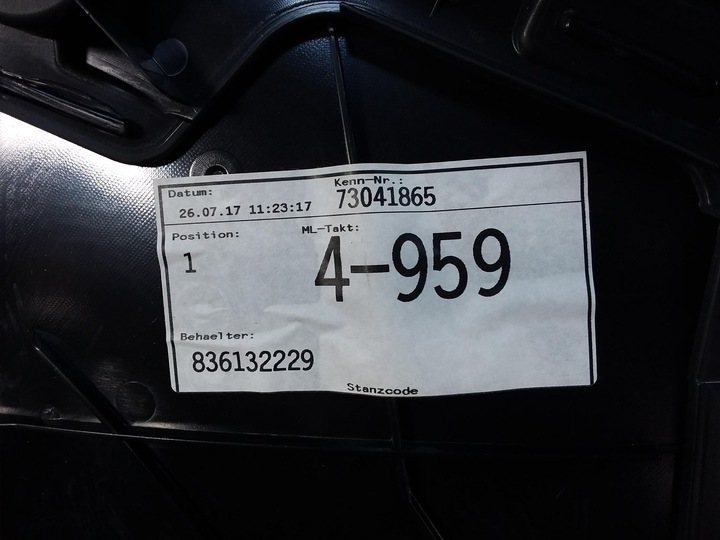 Datum: Kenn-Nr.:
26.07.17 11:23:17 73041865
Position: ML-Takt:
1 4-959
Behaelter:
836132229
Stanzcode